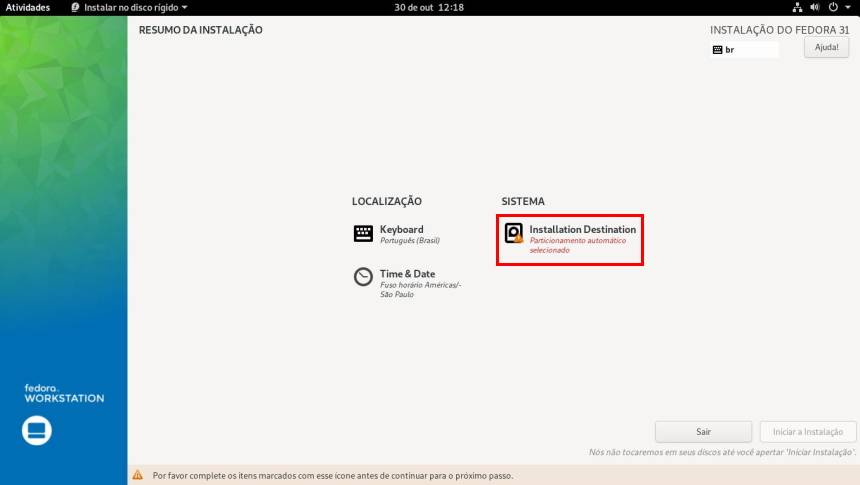 Atividades Instalar no disco rígido 30 de out 12:18
RESUMO DA INSTALAÇÃO
INSTALAÇÃO DO FEDORA 31
br
Ajuda!
LOCALIZAÇÃO
Keyboard
Português (Brasil)
Time & Date
Fuso horário Américas/-
São Paulo
SISTEMA
Installation Destination
Particionamento automático
selecionado
fedora.
WORKSTATION
Sair
Iniciar a Instalação
Nós não tocaremos em seus discos até você apertar 'Iniciar Instalação'.
Por favor complete os itens marcados com esse ícone antes de continuar para o próximo passo.